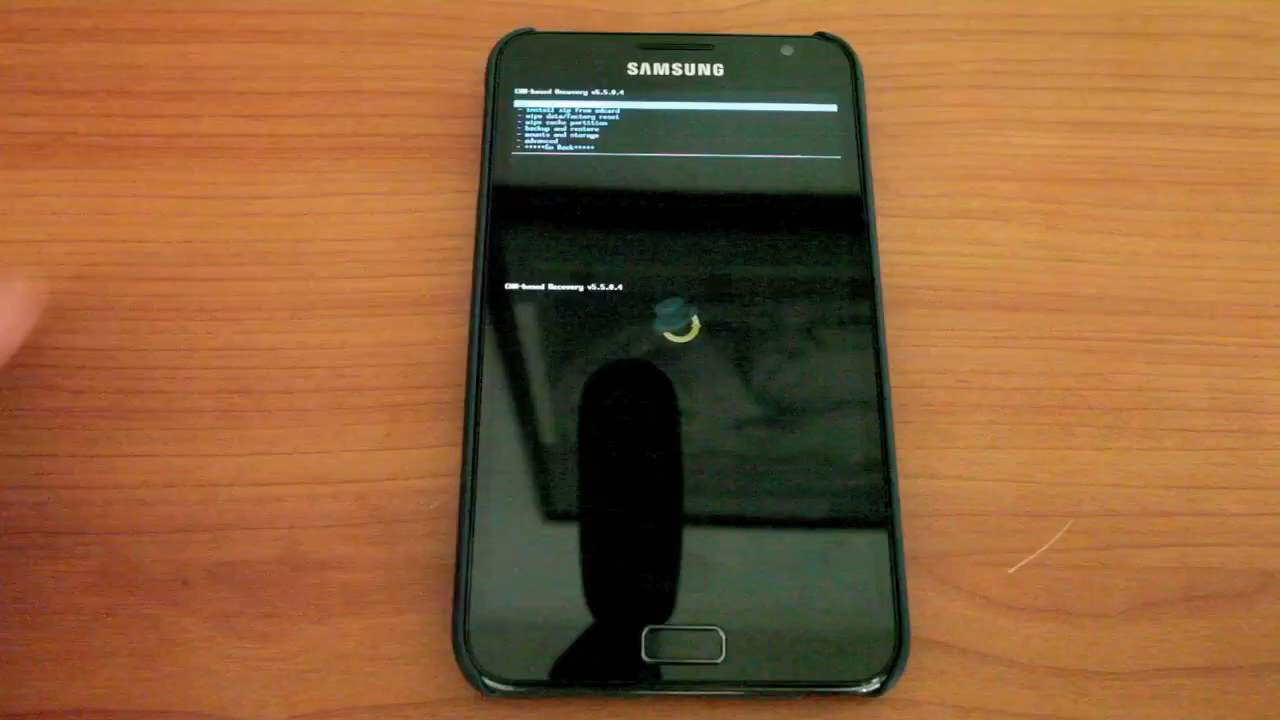 SAMSUNG
CWM-based Recovery v5.5.0.4
- install zip from sdcard
- wipe data/factory reset
- wipe cache partition
- backup and restore
- mounts and storage
- advanced
- *****Go Back*****
CWM-based Recovery v5.5.0.4